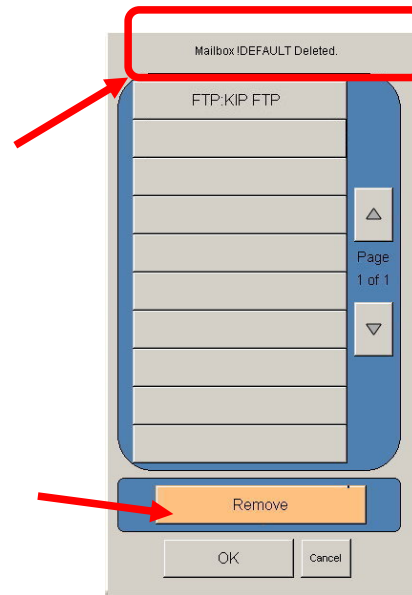 Mailbox !DEFAULT Deleted.
FTP:KIP FTP
Page
1 of 1
Remove
OK
Cancel